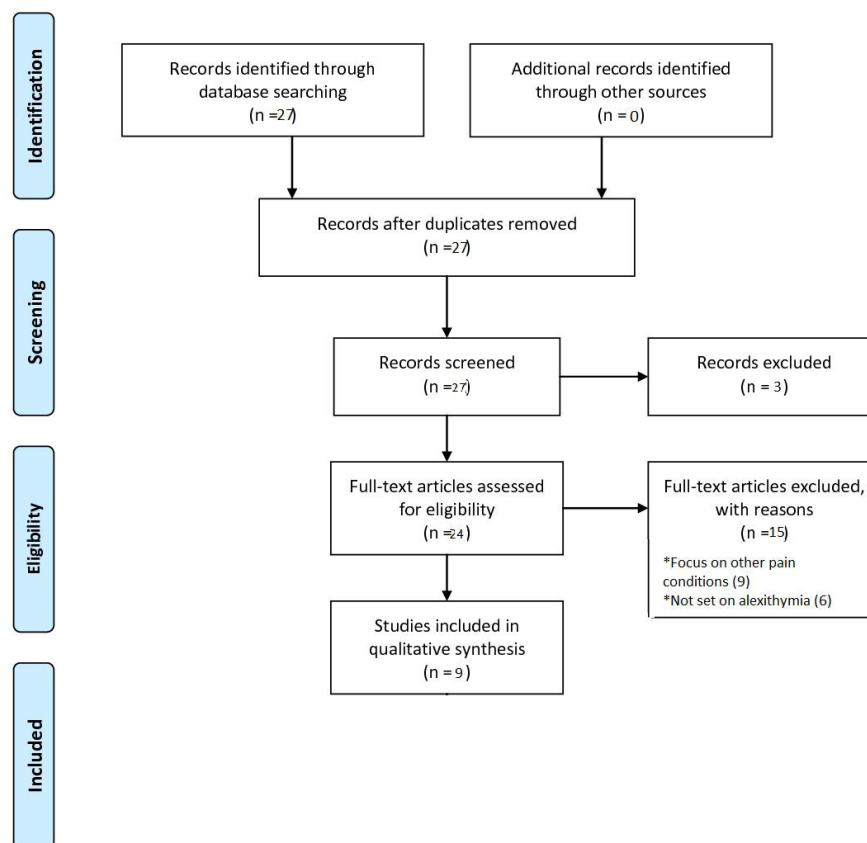 Identification
Records identified through
database searching
(n =27)
Additional records identified
through other sources
(n = 0)
Records after duplicates removed
(n =27)
Screening
Records screened
(n =27)
Records excluded
(n = 3)
Eligibility
Full-text articles assessed
for eligibility
(n =24)
Full-text articles excluded,
with reasons
(n =15)
*Focus on other pain
conditions (9)
*Not set on alexithymia (6)
Studies included in
qualitative synthesis
(n = 9)
Included